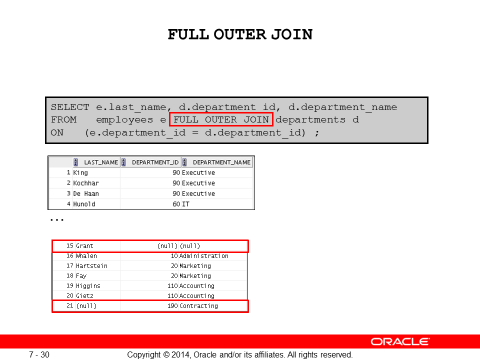 FULL OUTER JOIN
SELECT e.last_name, d.department_id, d.department_name
FROM employees e FULL OUTER JOIN departments d
ON (e.department_id = d.department_id) ;
LAST_NAME DEPARTMENT_ID DEPARTMENT_NAME
1 King 90 Executive
2 Kochhar 90 Executive
3 De Haan 90 Executive
4 Hunold 60 IT
...
15 Grant (null) (null)
16 Whalen 10 Administration
17 Hartstein 20 Marketing
18 Fay 20 Marketing
19 Higgins 110 Accounting
20 Gietz 110 Accounting
21 (null) 190 Contracting
ORACLE
7 - 30 Copyright © 2014, Oracle and/or its affiliates. All rights reserved.